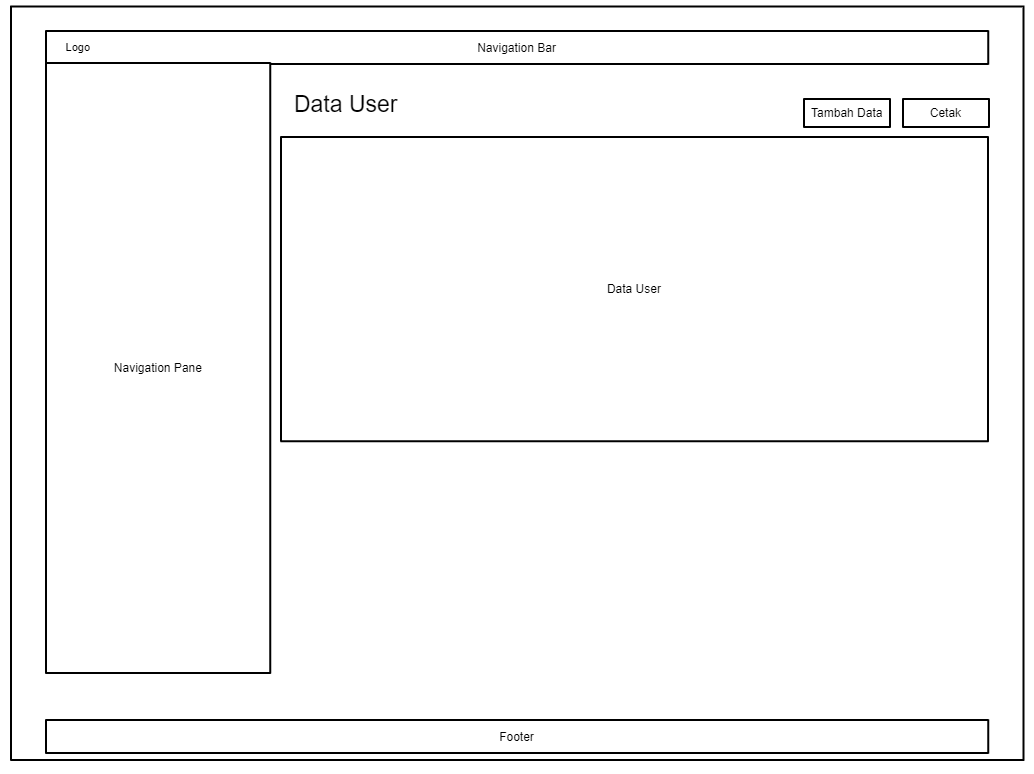 Logo
Navigation Bar
Data User
Tambah Data
Cetak
Data User
Navigation Pane
Footer